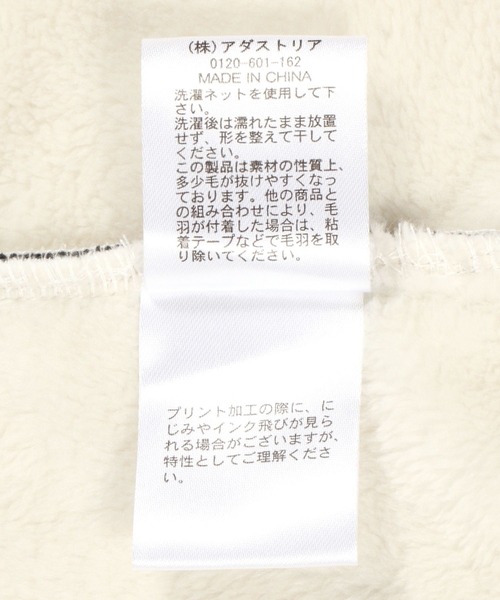 (株)アダストリア
0120-601-162
MADE IN CHINA
洗濯ネットを使用して下
さい。
洗濯後は濡れたまま放置
せず、形を整えて干して
ください。
この製品は素材の性質上、
多少毛が抜けやすくなっ
ております。他の商品と
の組み合わせにより、毛
羽が付着した場合は、粘
着テープなどで毛羽を取
り除いてください。
プリント加工の際に、に
じみやインク飛びが見ら
れる場合がございますが、
特性としてご理解くださ
い。